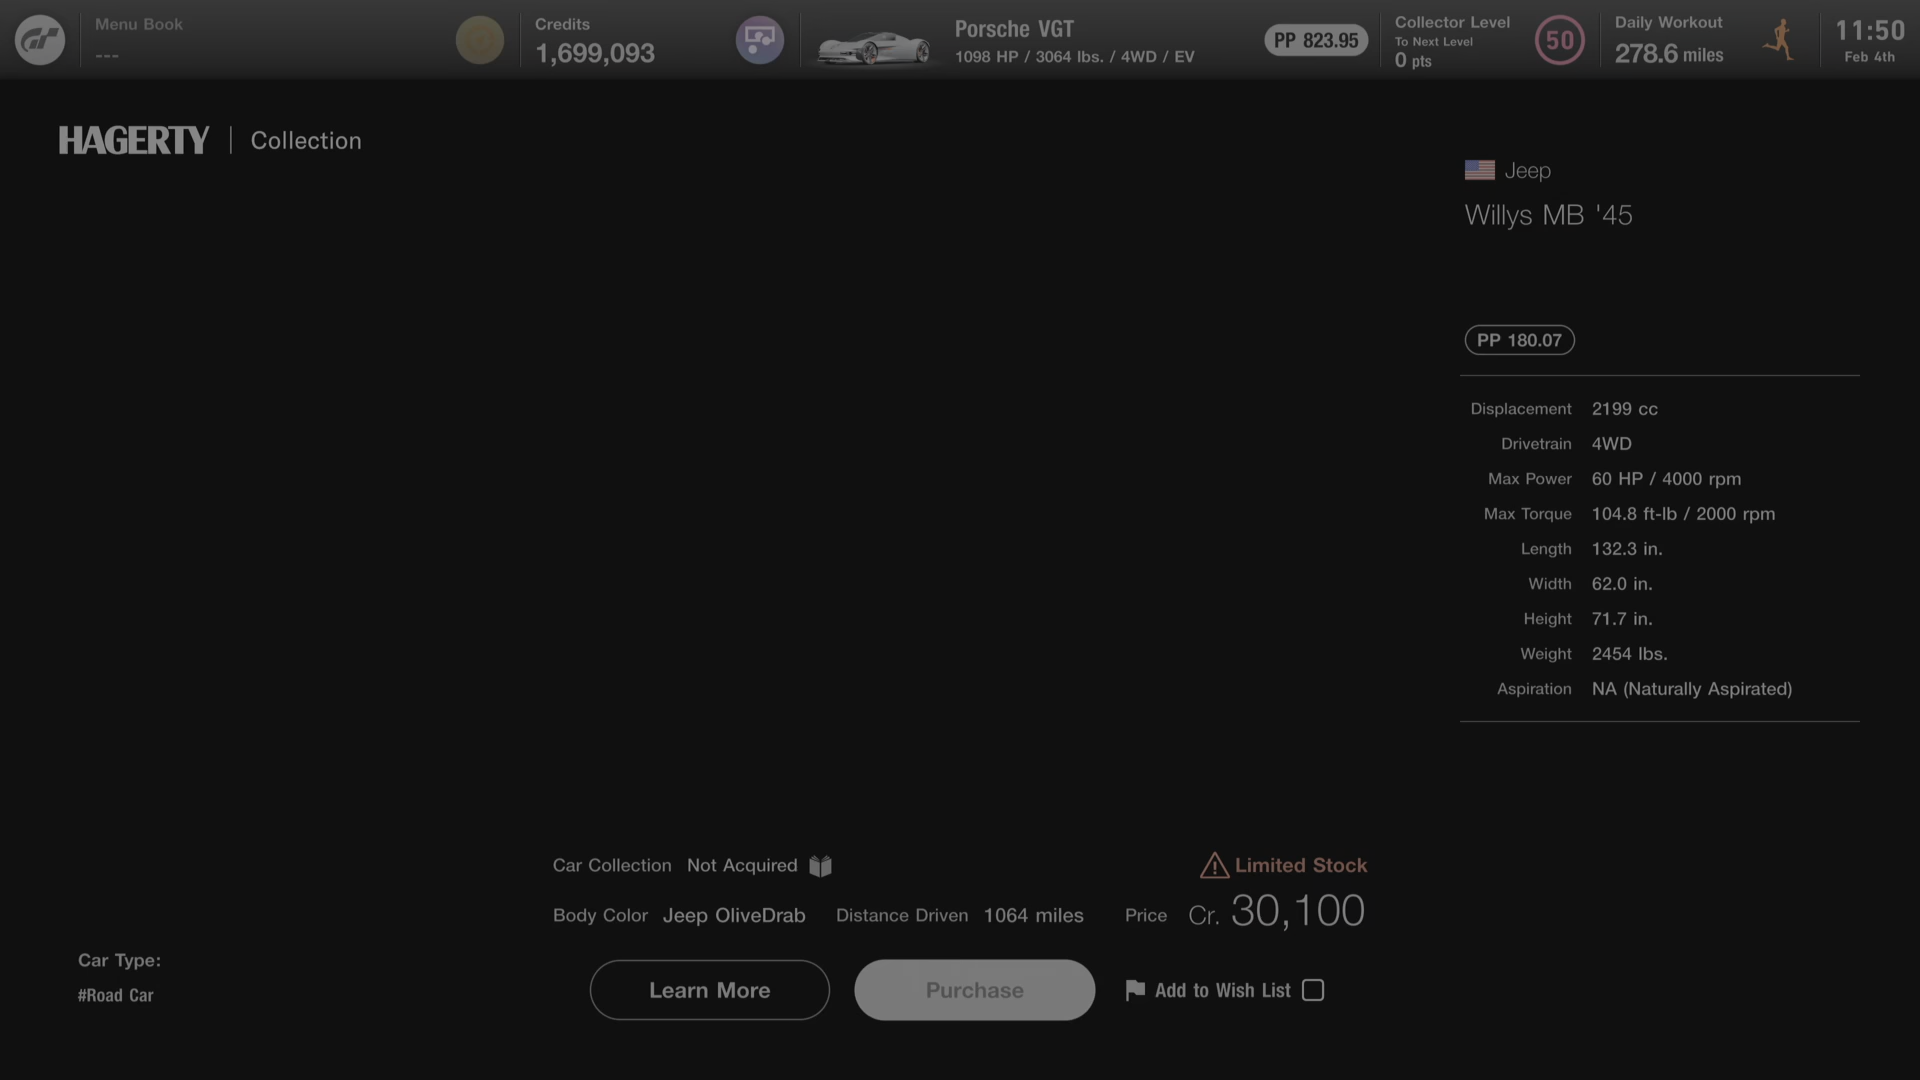 Menu Book
---
Credits
1,699,093
Porsche VGT
1098 HP / 3064 lbs. / 4WD / EV
PP 823.95
Collector Level
To Next Level
0 pts
50
Daily Workout
278.6 miles
11:50
Feb 4th
HAGERTY | Collection
Jeep
Willys MB '45
PP 180.07
Displacement 2199 cc
Drivetrain 4WD
Max Power 60 HP / 4000 rpm
Max Torque 104.8 ft-lb / 2000 rpm
Length 132.3 in.
Width 62.0 in.
Height 71.7 in.
Weight 2454 lbs.
Aspiration NA (Naturally Aspirated)
Car Collection Not Acquired
Limited Stock
Body Color Jeep OliveDrab Distance Driven 1064 miles Price Cr. 30,100
Car Type:
#Road Car
Learn More
Purchase
Add to Wish List